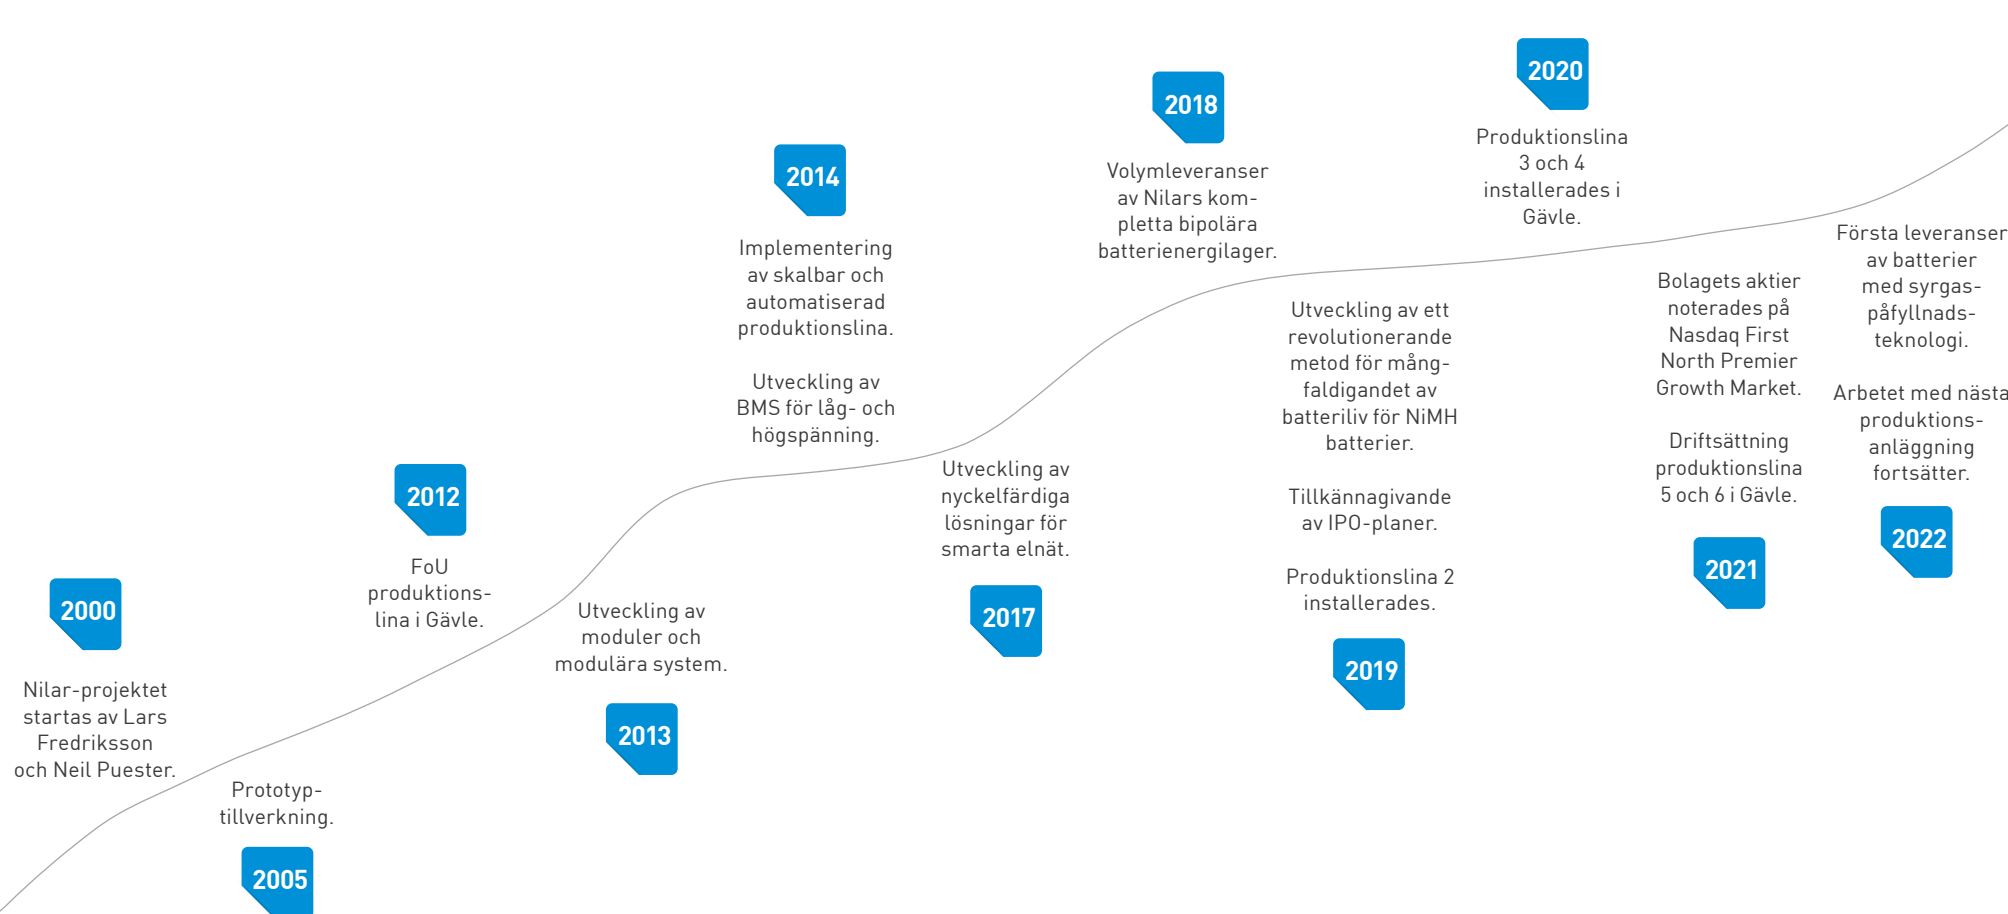 2000
Nilar-projektet
startas av Lars
Fredriksson
och Neil Puester.
Prototyp-
tillverkning.
2005
2012
FoU
produktions-
lina i Gävle.
Utveckling av
moduler och
modulära system.
2013
2014
Implementering
av skalbar och
automatiserad
produktionslina.
Utveckling av
BMS för låg- och
högspänning.
Utveckling av
nyckelfärdiga
lösningar för
smarta elnät.
2017
2018
Volymleveranser
av Nilars kom-
pletta bipolära
batterienergilager.
Utveckling av ett
revolutionerande
metod för mång-
faldigandet av
batteriliv för NiMH
batterier.
Tillkännagivande
av IPO-planer.
Produktionslina 2
installerades.
2019
2020
Produktionslina
3 och 4
installerades i
Gävle.
Bolagets aktier
noterades på
Nasdaq First
North Premier
Growth Market.
Driftsättning
produktionslina
5 och 6 i Gävle.
2021
Första leveranser
av batterier
med syrgas-
påfyllnads-
teknologi.
Arbetet med nästa
produktions-
anläggning
fortsätter.
2022